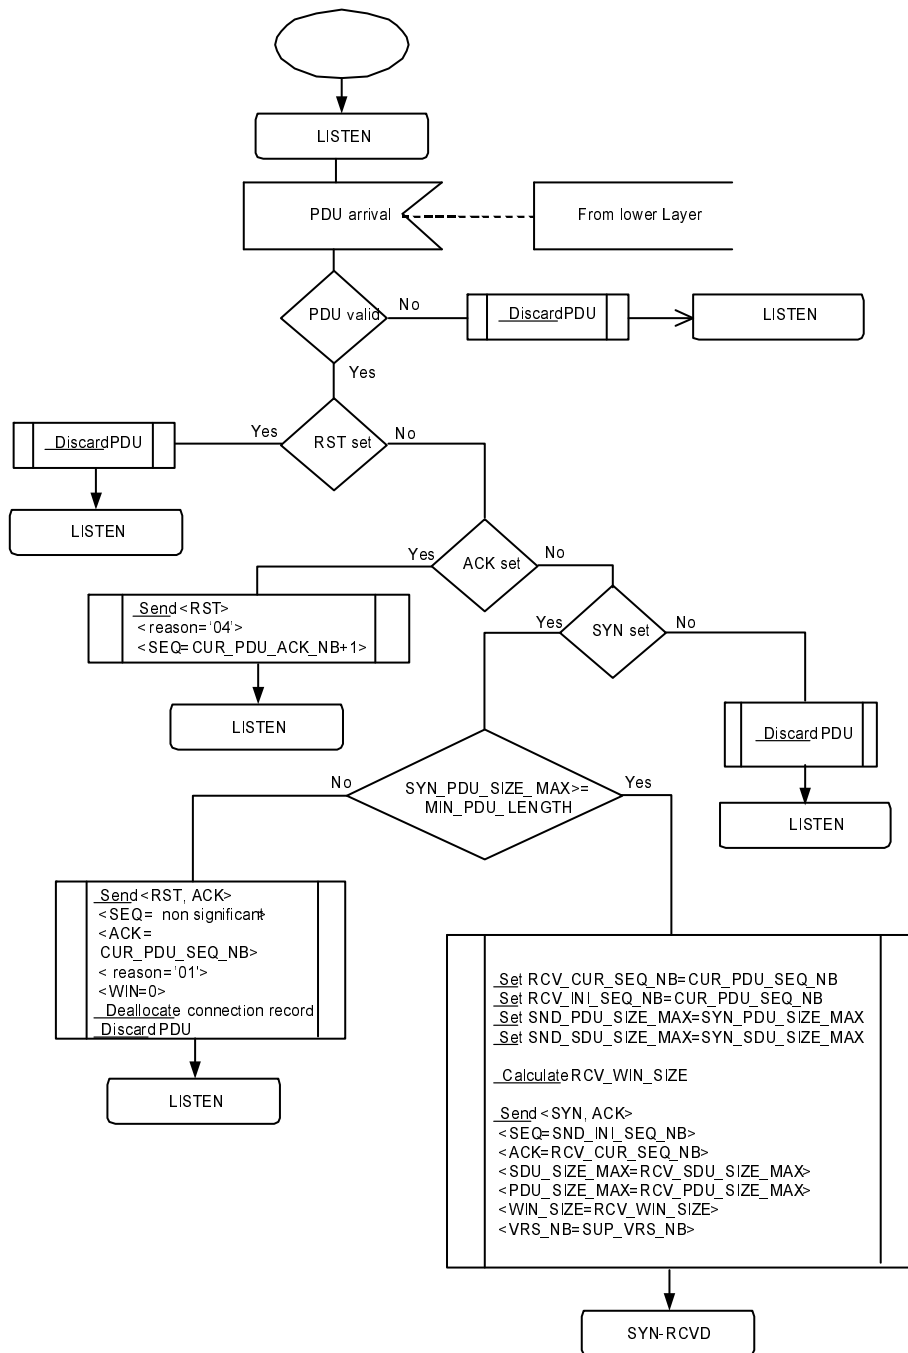 LISTEN
PDU arrival
From lower Layer
PDU valid
No
Discard PDU
LISTEN
Yes
Yes
RST set
No
Discard PDU
LISTEN
Yes
ACK set
No
Send <RST>
<reason='04'>
<SEQ=CUR_PDU_ACK_NB+1>
LISTEN
Yes
SYN set
No
Discard PDU
LISTEN
No
SYN_PDU_SIZE_MAX>=
MIN_PDU_LENGTH
Yes
Send <RST, ACK>
<SEQ= non significant>
<ACK=
CUR_PDU_SEQ_NB>
< reason='01'>
<WIN=0>
Deallocate connection record
Discard PDU
LISTEN
Set RCV_CUR_SEQ_NB=CUR_PDU_SEQ_NB
Set RCV_INI_SEQ_NB=CUR_PDU_SEQ_NB
Set SND_PDU_SIZE_MAX=SYN_PDU_SIZE_MAX
Set SND_SDU_SIZE_MAX=SYN_SDU_SIZE_MAX
Calculate RCV_WIN_SIZE
Send <SYN, ACK>
<SEQ=SND_INI_SEQ_NB>
<ACK=RCV_CUR_SEQ_NB>
<SDU_SIZE_MAX=RCV_SDU_SIZE_MAX>
<PDU_SIZE_MAX=RCV_PDU_SIZE_MAX>
<WIN_SIZE=RCV_WIN_SIZE>
<VRS_NB=SUP_VRS_NB>
SYN-RCVD